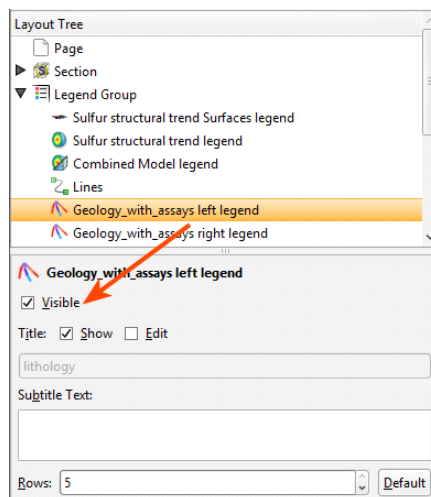 Layout Tree
Page
Section
Legend Group
Sulfur structural trend Surfaces legend
Sulfur structural trend legend
Combined Model legend
Lines
Geology_with_assays left legend
Geology_with_assays right legend
Geology_with_assays left legend
Visible
Title: Show Edit
lithology
Subtitle Text:
Rows: 5 Default